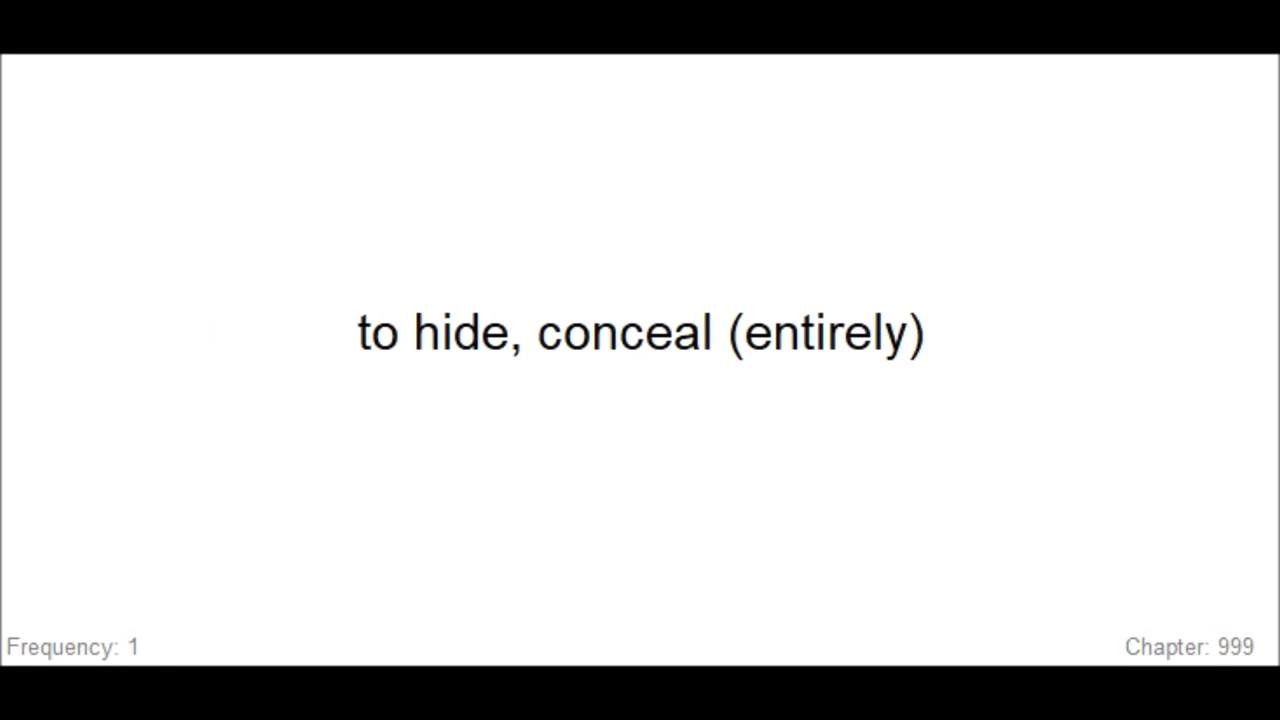 to hide, conceal (entirely)
Frequency: 1
Chapter: 999